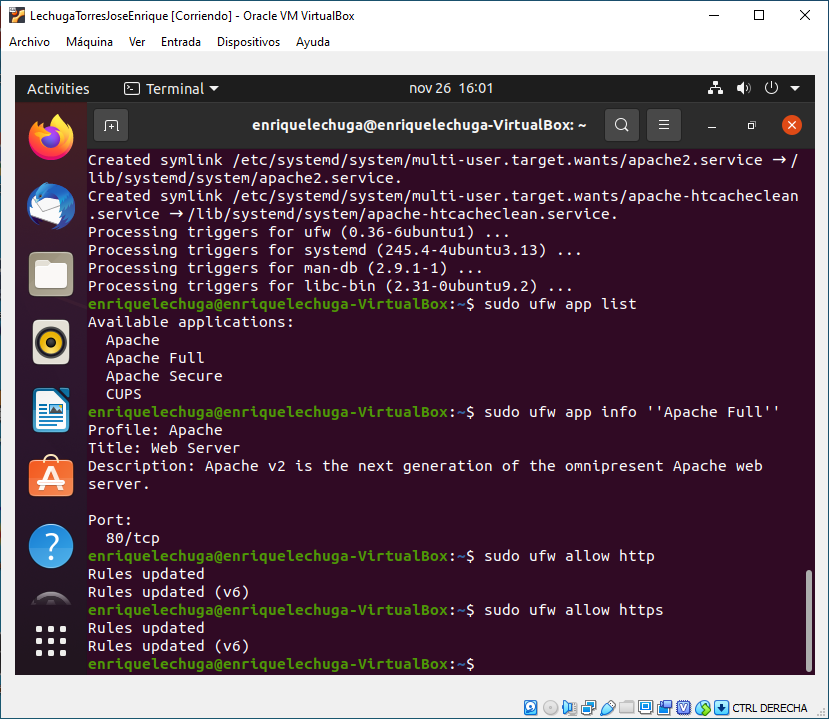 LechugaTorresJoseEnrique [Corriendo] - Oracle VM VirtualBox
Archivo Máquina Ver Entrada Dispositivos Ayuda
Activities Terminal nov 26 16:01
enriquelechuga@enriquelechuga-VirtualBox: ~
Created symlink /etc/systemd/system/multi-user.target.wants/apache2.service → /
lib/systemd/system/apache2.service.
Created symlink /etc/systemd/system/multi-user.target.wants/apache-htcacheclean
.service → /lib/systemd/system/apache-htcacheclean.service.
Processing triggers for ufw (0.36-6ubuntu1) ...
Processing triggers for systemd (245.4-4ubuntu3.13) ...
Processing triggers for man-db (2.9.1-1) ...
Processing triggers for libc-bin (2.31-0ubuntu9.2) ...
enriquelechuga@enriquelechuga-VirtualBox:~$ sudo ufw app list
Available applications:
  Apache
  Apache Full
  Apache Secure
  CUPS
enriquelechuga@enriquelechuga-VirtualBox:~$ sudo ufw app info ''Apache Full''
Profile: Apache
Title: Web Server
Description: Apache v2 is the next generation of the omnipresent Apache web
server.

Port:
  80/tcp
enriquelechuga@enriquelechuga-VirtualBox:~$ sudo ufw allow http
Rules updated
Rules updated (v6)
enriquelechuga@enriquelechuga-VirtualBox:~$ sudo ufw allow https
Rules updated
Rules updated (v6)
enriquelechuga@enriquelechuga-VirtualBox:~$
CTRL DERECHA